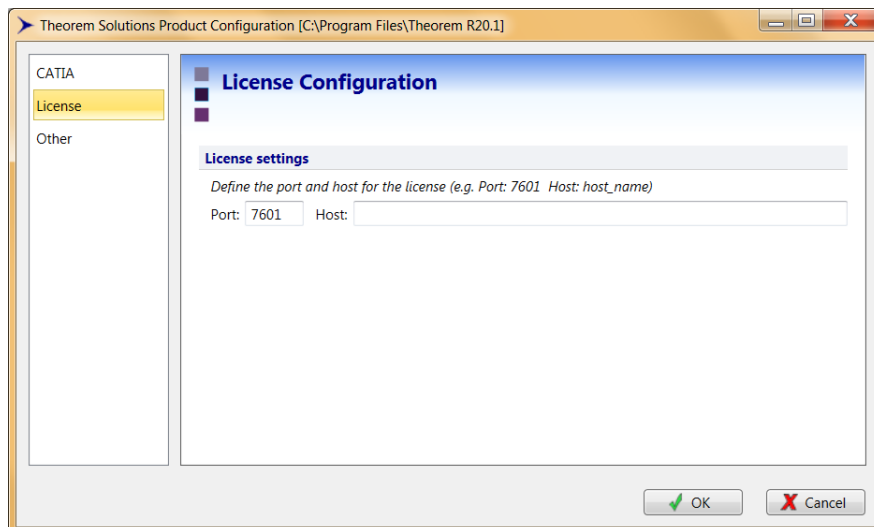 Theorem Solutions Product Configuration [C:\Program Files\Theorem R20.1]
CATIA
License
Other
License Configuration
License settings
Define the port and host for the license (e.g. Port: 7601 Host: host_name)
Port: 7601 Host:
OK Cancel